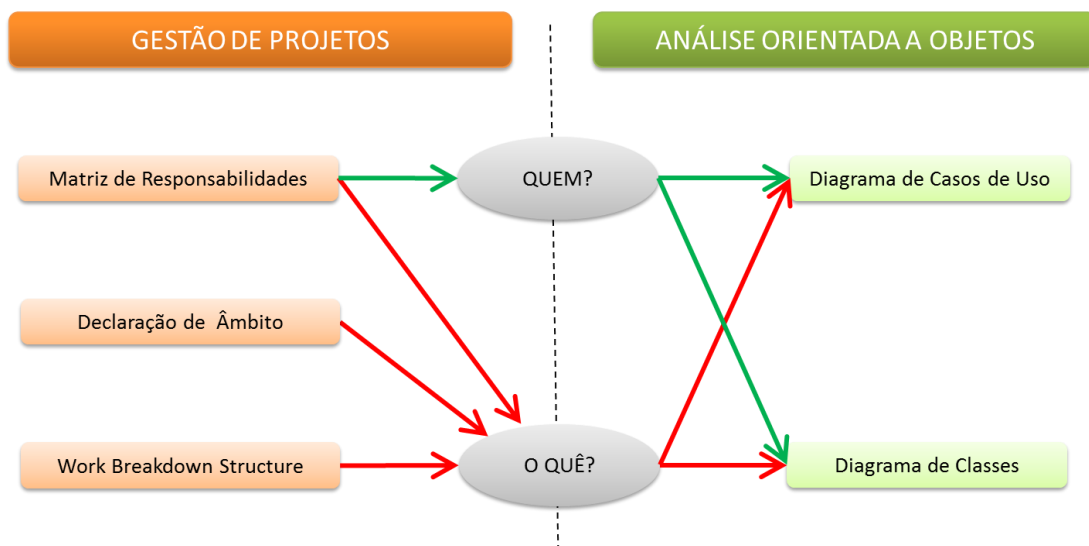 GESTÃO DE PROJETOS
ANÁLISE ORIENTADA A OBJETOS
Matriz de Responsabilidades
QUEM?
Diagrama de Casos de Uso
Declaração de Âmbito
Work Breakdown Structure
O QUÊ?
Diagrama de Classes